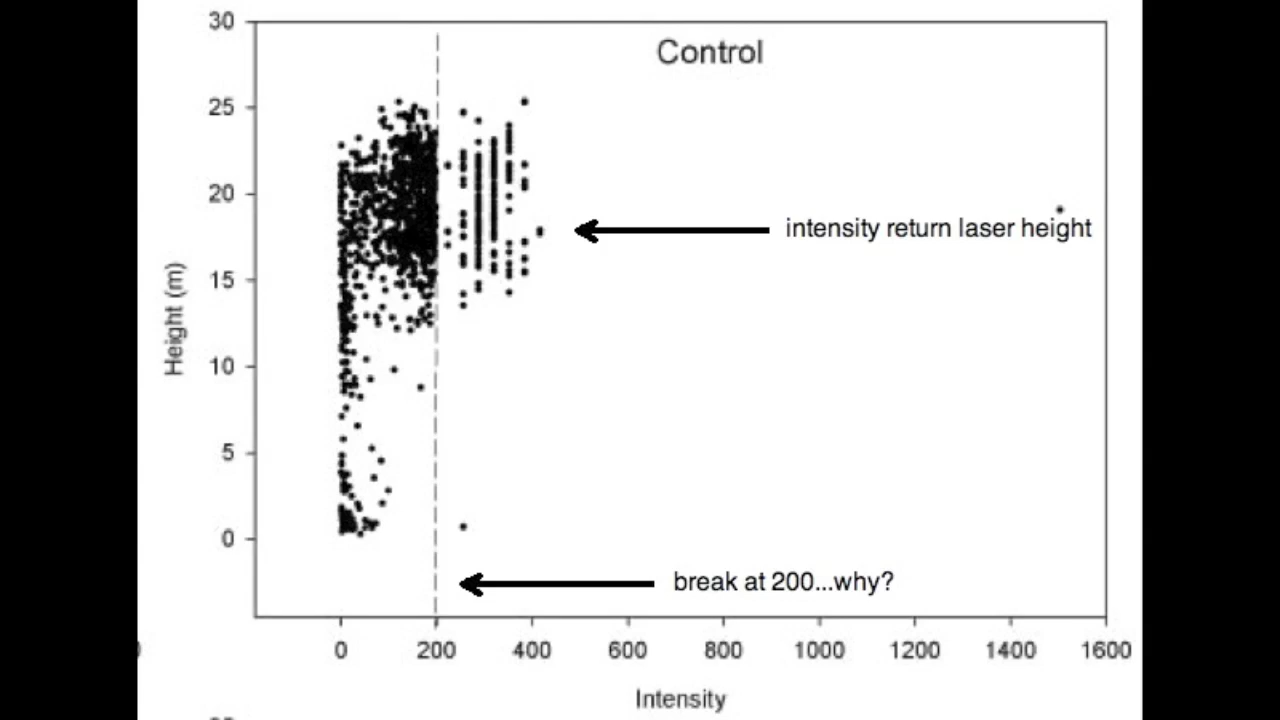 30
Control
25
20
intensity return laser height
15
Height (m)
10
5
0
break at 200...why?
0 200 400 600 800 1000 1200 1400 1600
Intensity